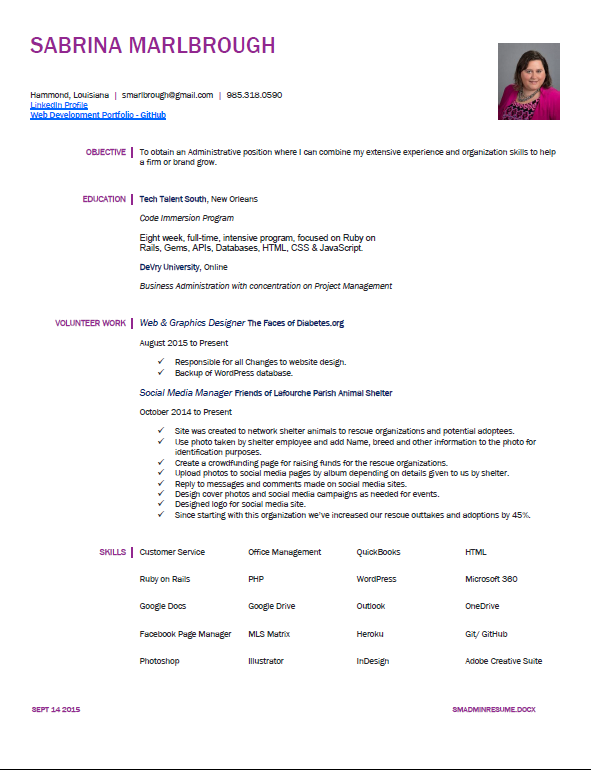 SABRINA MARLBROUGH
Hammond, Louisiana | smarlbrough@gmail.com | 985.318.0590
LinkedIn Profile
Web Development Portfolio - GitHub
OBJECTIVE
To obtain an Administrative position where I can combine my extensive experience and organization skills to help
a firm or brand grow.
EDUCATION
Tech Talent South, New Orleans
Code Immersion Program
Eight week, full-time, intensive program, focused on Ruby on
Rails, Gems, APIs, Databases, HTML, CSS & JavaScript.
DeVry University, Online
Business Administration with concentration on Project Management
VOLUNTEER WORK
Web & Graphics Designer The Faces of Diabetes.org
August 2015 to Present
✓ Responsible for all Changes to website design.
✓ Backup of WordPress database.
Social Media Manager Friends of Lafourche Parish Animal Shelter
October 2014 to Present
✓ Site was created to network shelter animals to rescue organizations and potential adoptees.
✓ Use photo taken by shelter employee and add Name, breed and other information to the photo for
identification purposes.
✓ Create a crowdfunding page for raising funds for the rescue organizations.
✓ Upload photos to social media pages by album depending on details given to us by shelter.
✓ Reply to messages and comments made on social media sites.
✓ Design cover photos and social media campaigns as needed for events.
✓ Designed logo for social media site.
✓ Since starting with this organization we've increased our rescue outtakes and adoptions by 45%.
SKILLS
Customer Service Office Management QuickBooks HTML
Ruby on Rails PHP WordPress Microsoft 360
Google Docs Google Drive Outlook OneDrive
Facebook Page Manager MLS Matrix Heroku Git/ GitHub
Photoshop Illustrator InDesign Adobe Creative Suite
SEPT 14 2015 SMADMINRESUME.DOCX